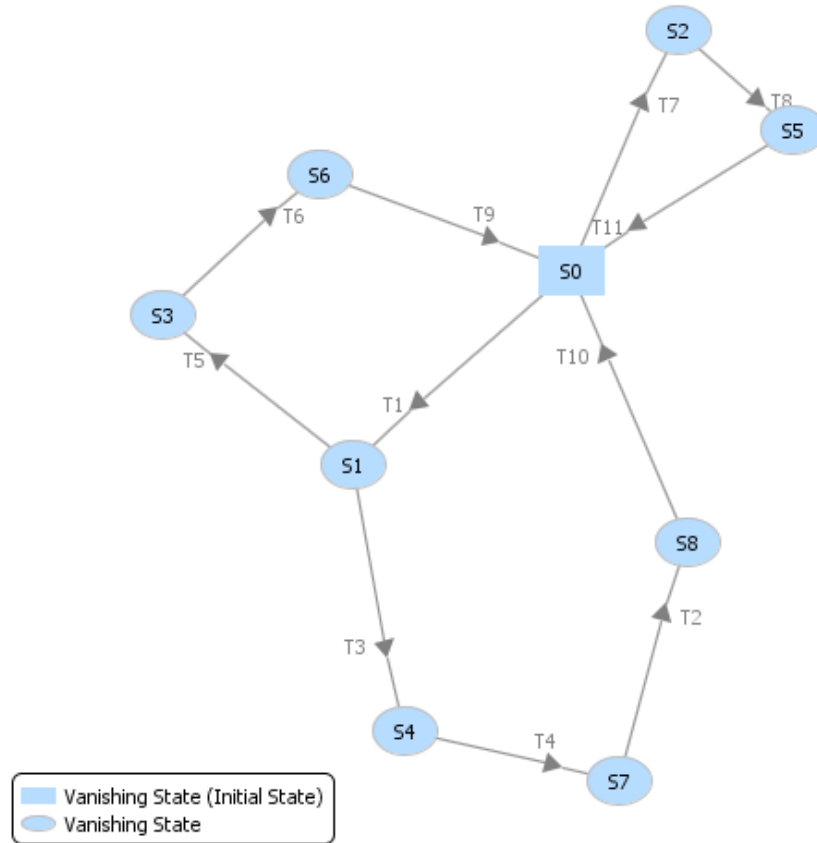 S2
T8
T7
S5
S6
T9
T11
T6
S0
S3
T10
T5
T1
S1
S8
T2
T3
S4
T4
S7
Vanishing State (Initial State)
Vanishing State